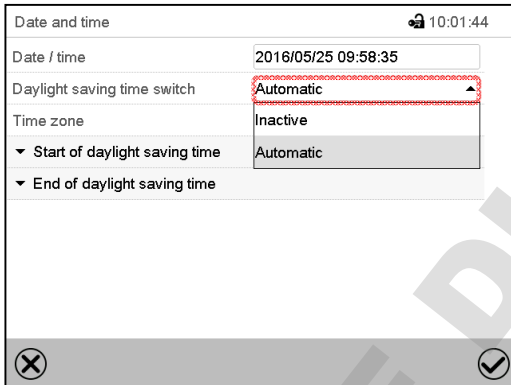 Date and time 10:01:44
Date / time 2016/05/25 09:58:35
Daylight saving time switch Automatic
Time zone Inactive
Start of daylight saving time Automatic
End of daylight saving time